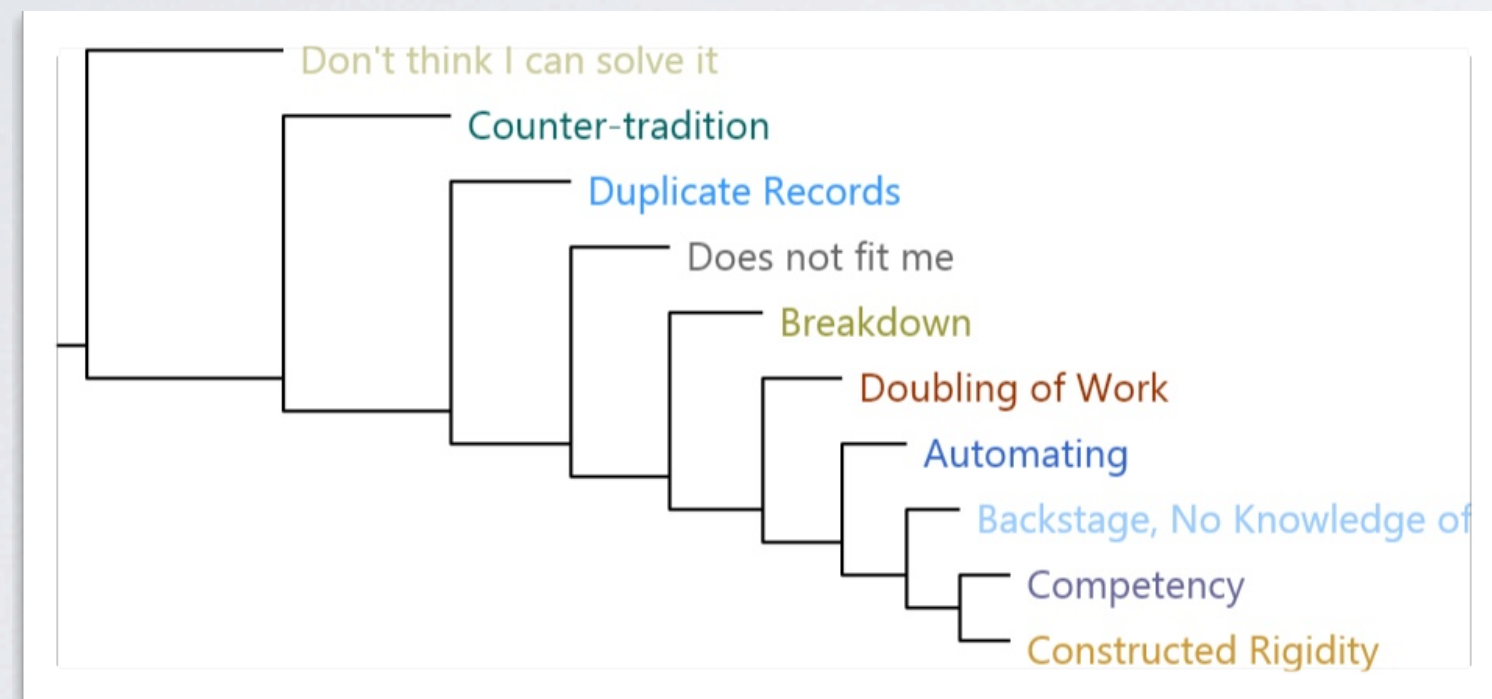 Don't think I can solve it
Counter-tradition
Duplicate Records
Does not fit me
Breakdown
Doubling of Work
Automating
Backstage, No Knowledge of
Competency
Constructed Rigidity